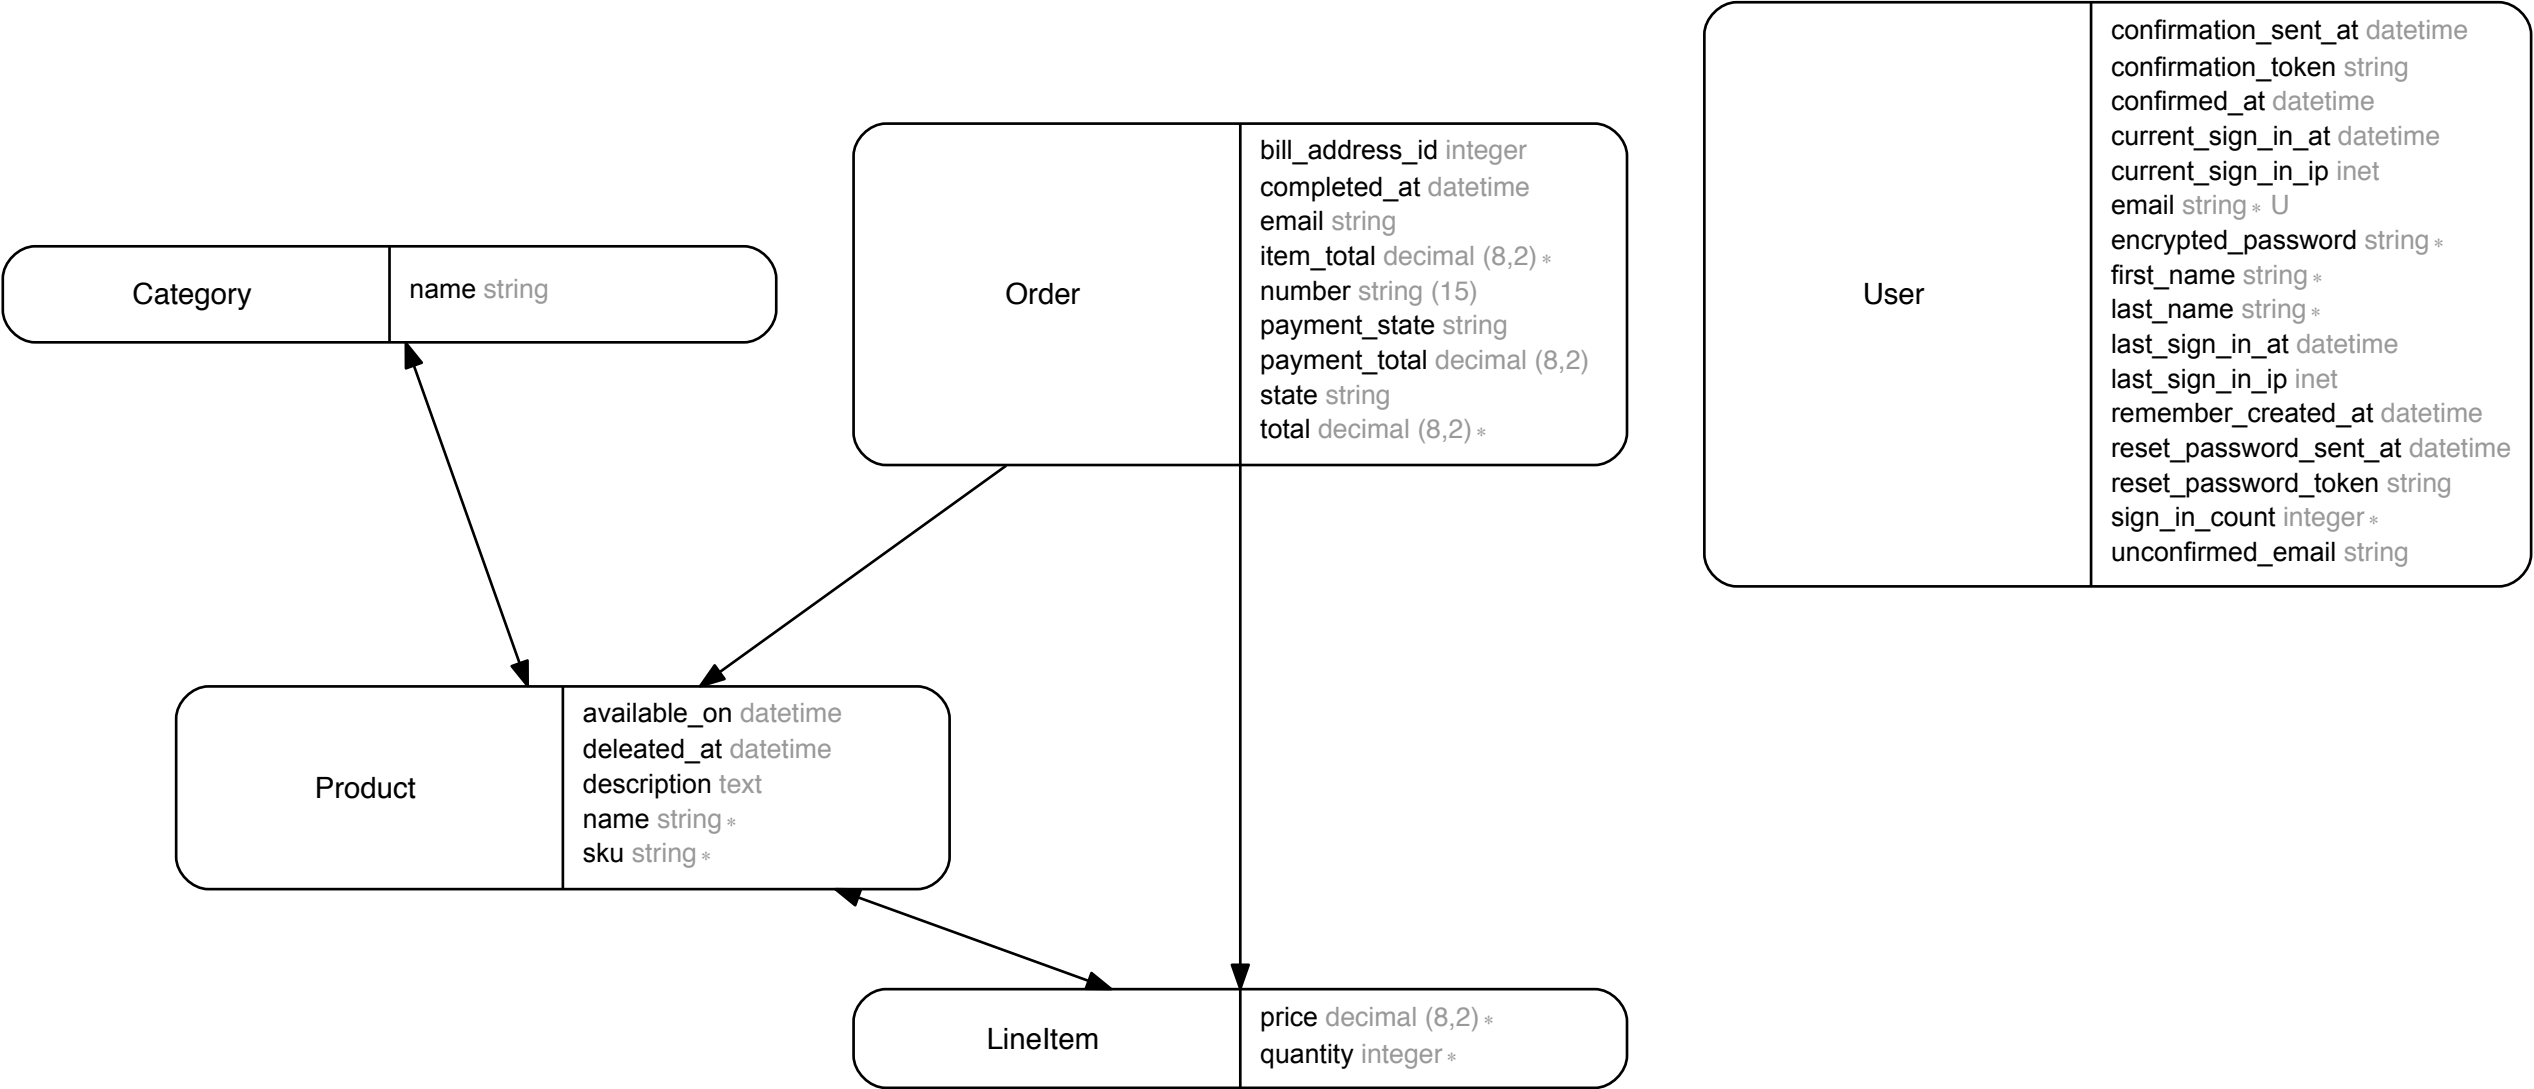 Category
name string
Order
bill_address_id integer
completed_at datetime
email string
item_total decimal (8,2) ∗
number string (15)
payment_state string
payment_total decimal (8,2)
state string
total decimal (8,2) ∗
User
confirmation_sent_at datetime
confirmation_token string
confirmed_at datetime
current_sign_in_at datetime
current_sign_in_ip inet
email string ∗ U
encrypted_password string ∗
first_name string ∗
last_name string ∗
last_sign_in_at datetime
last_sign_in_ip inet
remember_created_at datetime
reset_password_sent_at datetime
reset_password_token string
sign_in_count integer ∗
unconfirmed_email string
Product
available_on datetime
deleated_at datetime
description text
name string ∗
sku string ∗
LineItem
price decimal (8,2) ∗
quantity integer ∗